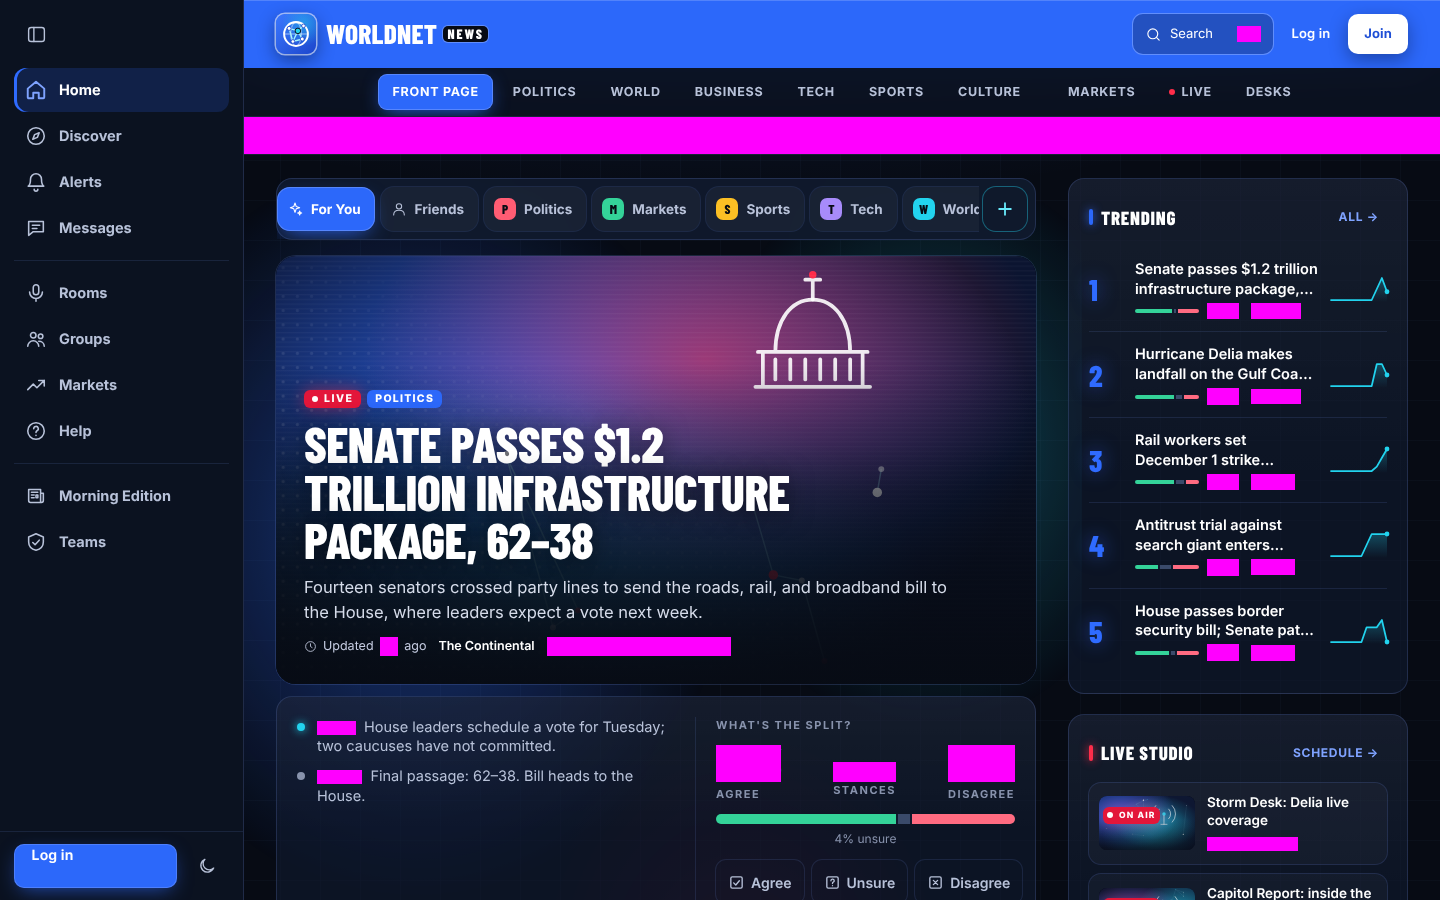 WORLDNET NEWS
Search
Log in
Join
Home
Discover
Alerts
Messages
Rooms
Groups
Markets
Help
Morning Edition
Teams
Log in
FRONT PAGE
POLITICS
WORLD
BUSINESS
TECH
SPORTS
CULTURE
MARKETS
LIVE
DESKS
For You
Friends
P Politics
M Markets
S Sports
T Tech
W World
LIVE
POLITICS
SENATE PASSES $1.2
TRILLION INFRASTRUCTURE
PACKAGE, 62–38
Fourteen senators crossed party lines to send the roads, rail, and broadband bill to
the House, where leaders expect a vote next week.
Updated ago The Continental
House leaders schedule a vote for Tuesday;
two caucuses have not committed.
Final passage: 62–38. Bill heads to the
House.
WHAT'S THE SPLIT?
AGREE
STANCES
DISAGREE
4% unsure
Agree
Unsure
Disagree
TRENDING
ALL →
1
Senate passes $1.2 trillion
infrastructure package,...
2
Hurricane Delia makes
landfall on the Gulf Coa...
3
Rail workers set
December 1 strike...
4
Antitrust trial against
search giant enters...
5
House passes border
security bill; Senate pat...
LIVE STUDIO
SCHEDULE →
ON AIR
Storm Desk: Delia live
coverage
Capitol Report: inside the